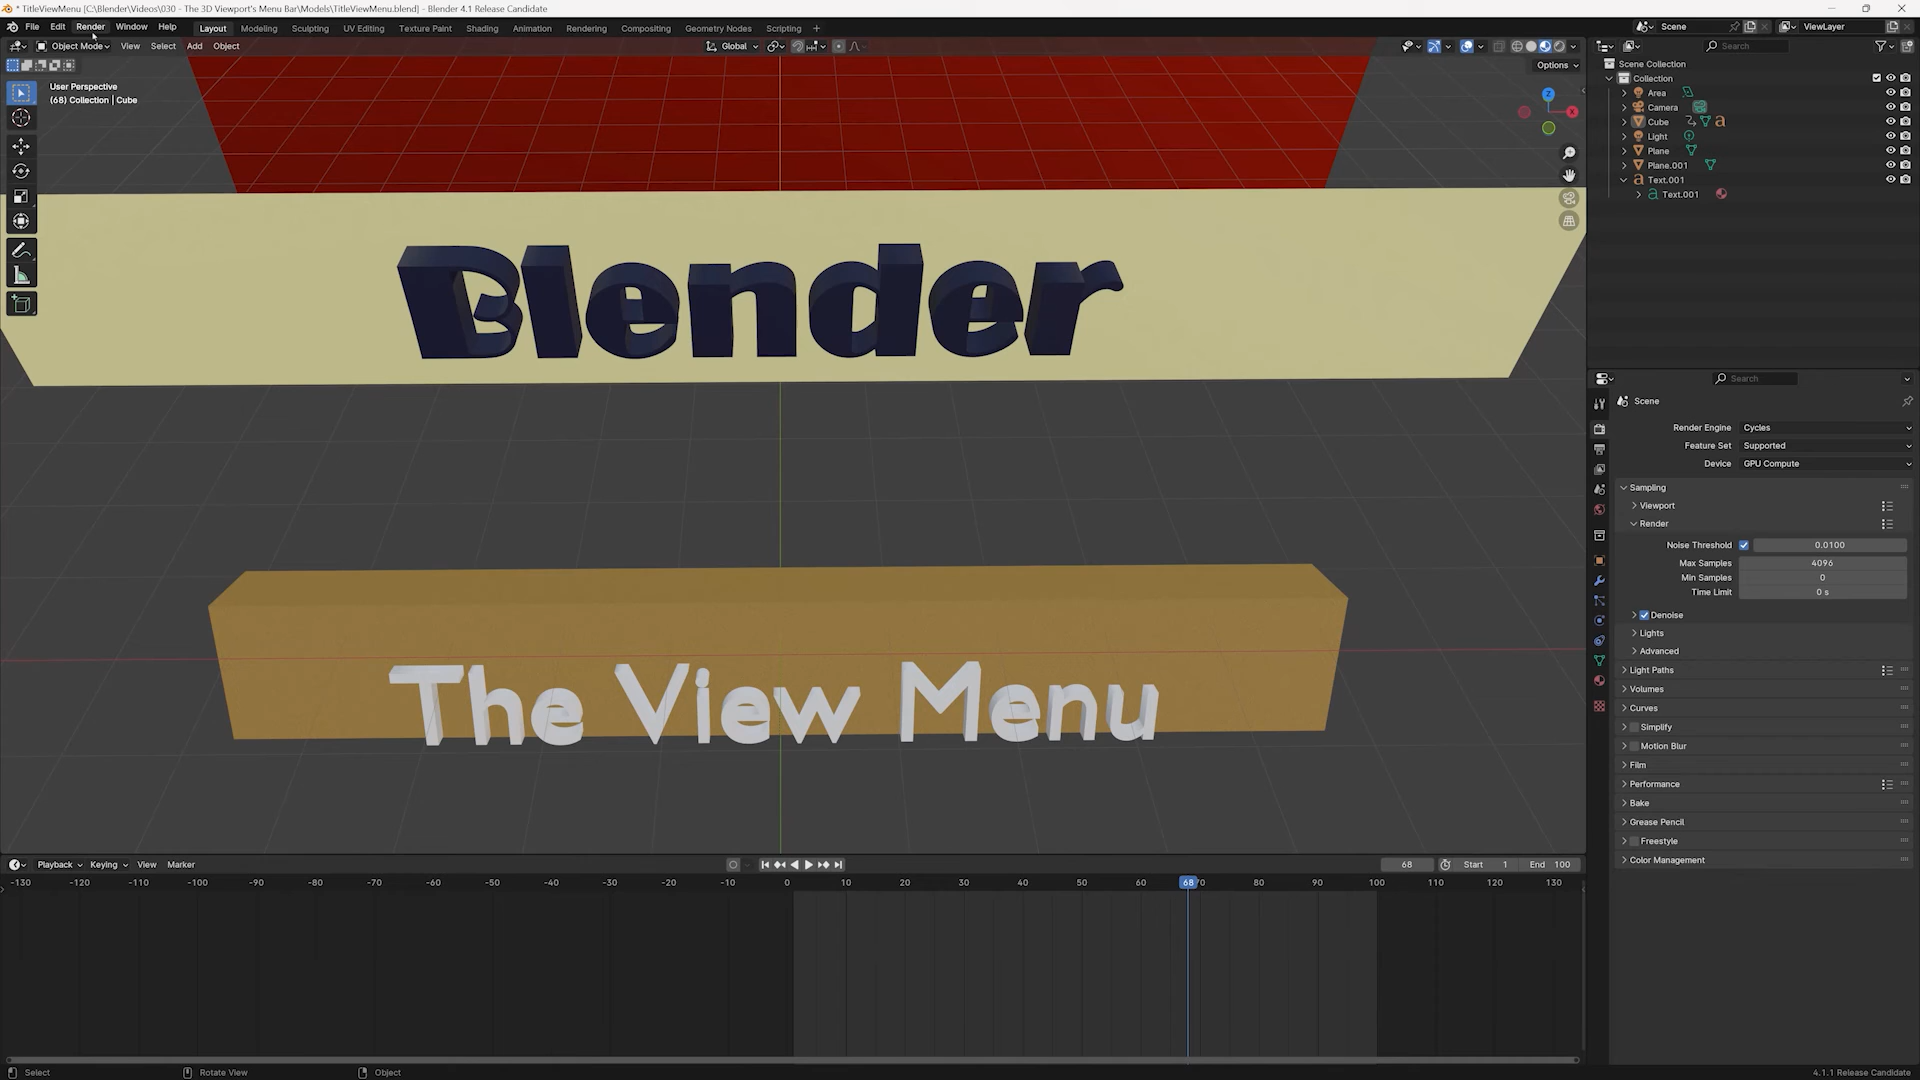 * TitleViewMenu [C:\Blender\Videos\030 - The 3D Viewport's Menu Bar\Models\TitleViewMenu.blend] - Blender 4.1 Release Candidate
File Edit Render Window Help Layout Modeling Sculpting UV Editing Texture Paint Shading Animation Rendering Compositing Geometry Nodes Scripting + Scene ViewLayer
Object Mode View Select Add Object Global Search
Options
User Perspective
(68) Collection | Cube
Scene Collection
Collection
Area
Camera
Cube
Light
Plane
Plane.001
Text.001
Text.001
Z
X
Blender
The View Menu
Search
Scene
Render Engine Cycles
Feature Set Supported
Device GPU Compute
Sampling
Viewport
Render
Noise Threshold 0.0100
Max Samples 4096
Min Samples 0
Time Limit 0 s
Denoise
Lights
Advanced
Light Paths
Volumes
Curves
Simplify
Motion Blur
Film
Performance
Bake
Grease Pencil
Freestyle
Color Management
Playback Keying View Marker 68 Start 1 End 100
-130 -120 -110 -100 -90 -80 -70 -60 -50 -40 -30 -20 -10 0 10 20 30 40 50 60 68 70 80 90 100 110 120 130
Select Rotate View Object 4.1.1 Release Candidate